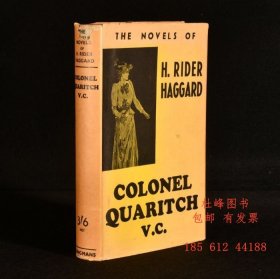 THE
NOVELS
OF
H. RIDER
HAGGARD
COLONEL
QUARITCH
V.C.
3/6
NET
LONGMANS
THE NOVELS OF
H. RIDER
HAGGARD
COLONEL
QUARITCH
V.C.
杜峰图书
包邮 有发票
185 612 44188